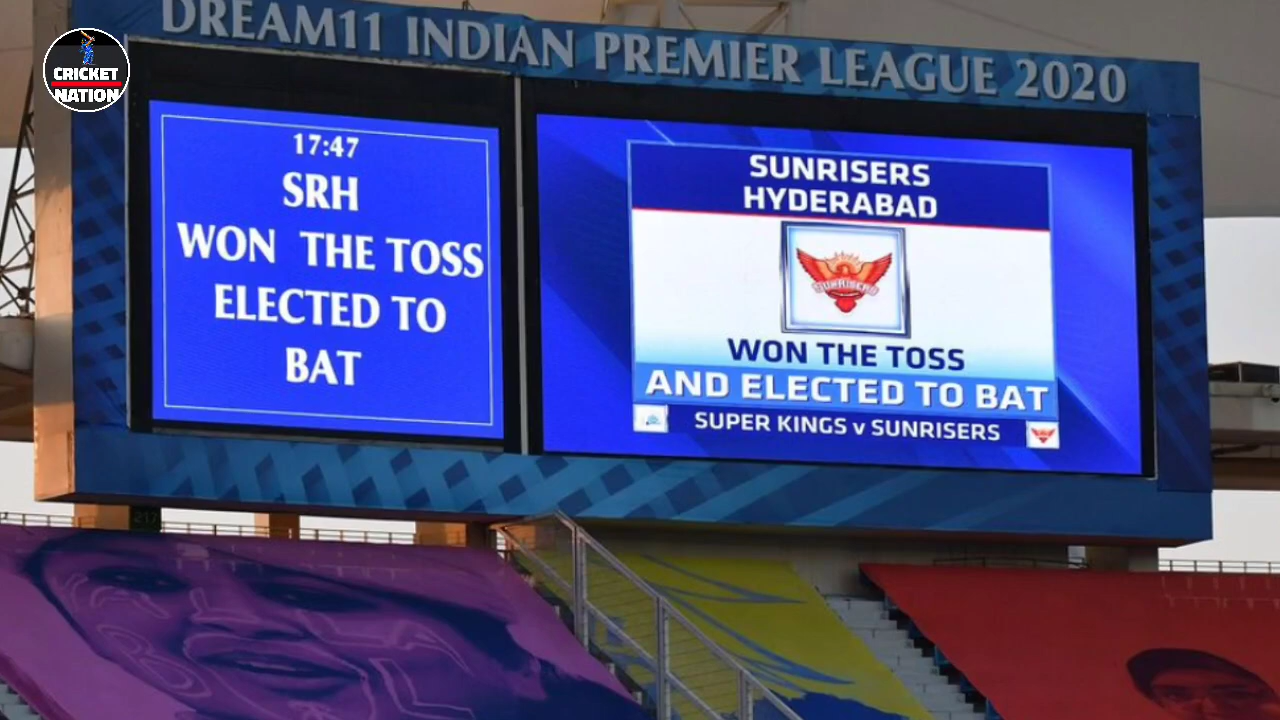 DREAM11 INDIAN PREMIER LEAGUE 2020
CRICKET
NATION
17:47
SRH
WON THE TOSS
ELECTED TO
BAT
SUNRISERS
HYDERABAD
SUNRISERS
WON THE TOSS
AND ELECTED TO BAT
SUPER KINGS v SUNRISERS